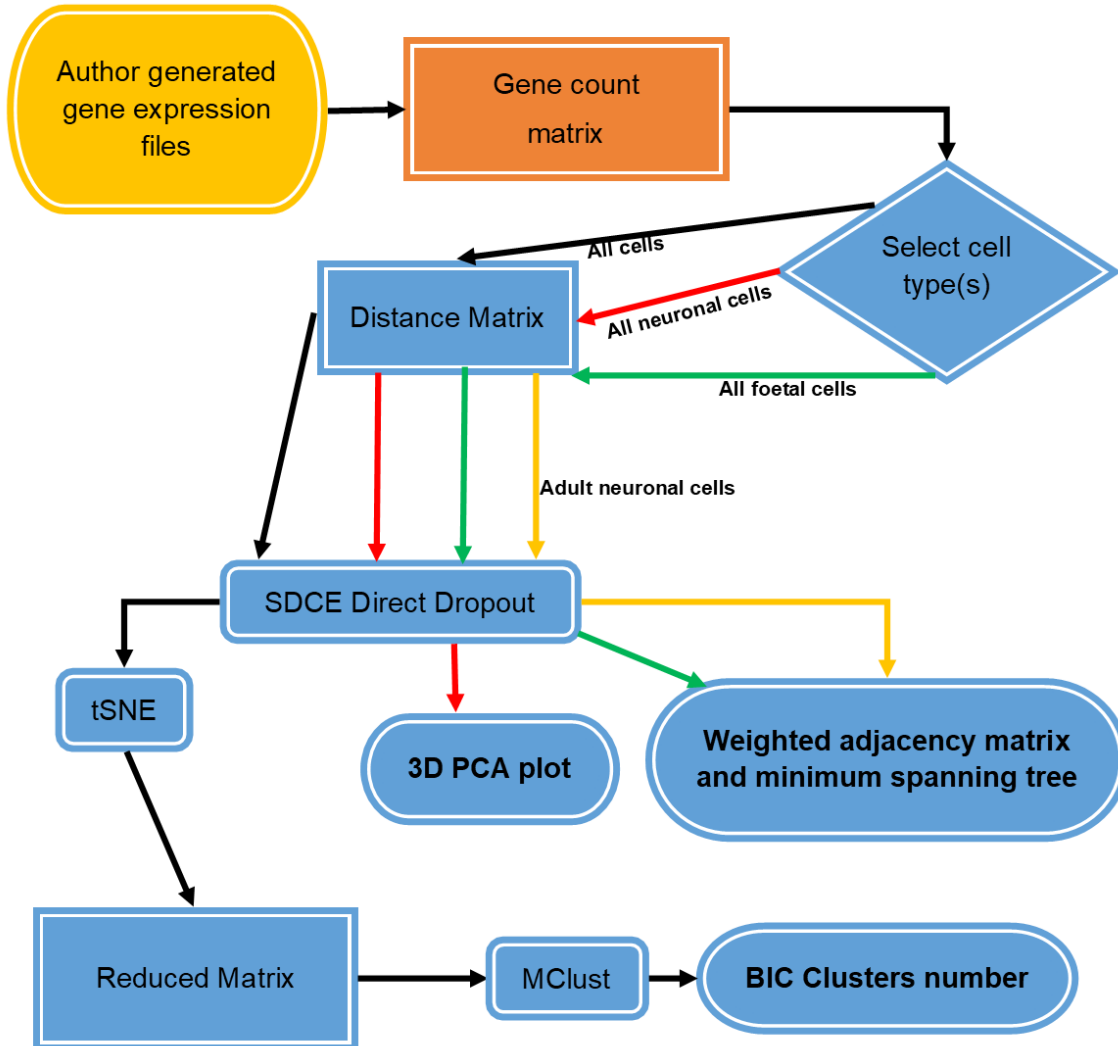 Author generated
gene expression
files
Gene count
matrix
Select cell
type(s)
All cells
All neuronal cells
All foetal cells
Distance Matrix
Adult neuronal cells
SDCE Direct Dropout
tSNE
3D PCA plot
Weighted adjacency matrix
and minimum spanning tree
Reduced Matrix
MClust
BIC Clusters number